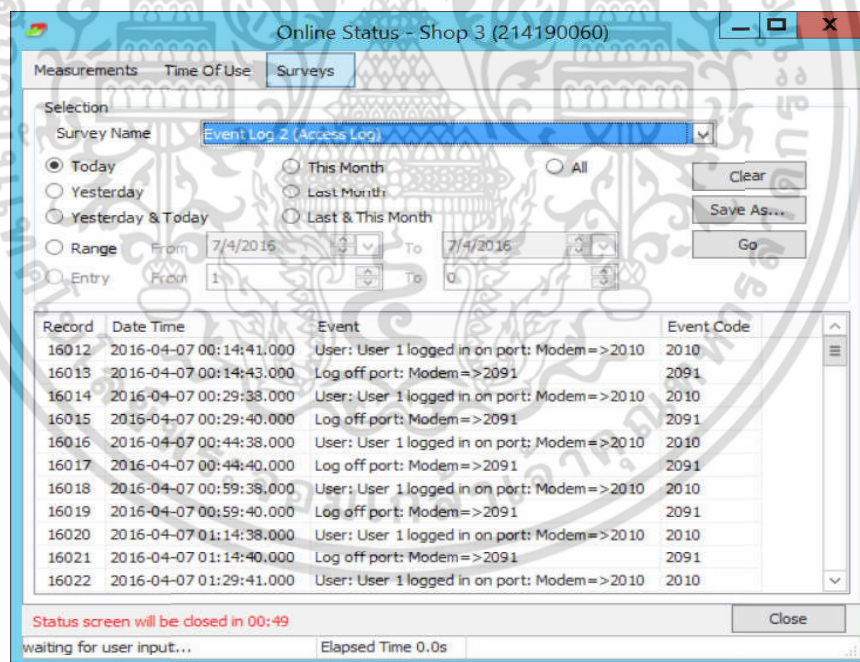 Online Status - Shop 3 (214190060)
Measurements Time Of Use Surveys
Selection
Survey Name Event Log 2 (Access Log)
Today This Month All Clear
Yesterday Last Month
Yesterday & Today Last & This Month Save As...
Range From 7/4/2016 To 7/4/2016 Go
Entry From 1 To 0
Record Date Time Event Event Code
16012 2016-04-07 00:14:41.000 User: User 1 logged in on port: Modem=>2010 2010
16013 2016-04-07 00:14:43.000 Log off port: Modem=>2091 2091
16014 2016-04-07 00:29:38.000 User: User 1 logged in on port: Modem=>2010 2010
16015 2016-04-07 00:29:40.000 Log off port: Modem=>2091 2091
16016 2016-04-07 00:44:38.000 User: User 1 logged in on port: Modem=>2010 2010
16017 2016-04-07 00:44:40.000 Log off port: Modem=>2091 2091
16018 2016-04-07 00:59:38.000 User: User 1 logged in on port: Modem=>2010 2010
16019 2016-04-07 00:59:40.000 Log off port: Modem=>2091 2091
16020 2016-04-07 01:14:38.000 User: User 1 logged in on port: Modem=>2010 2010
16021 2016-04-07 01:14:40.000 Log off port: Modem=>2091 2091
16022 2016-04-07 01:29:41.000 User: User 1 logged in on port: Modem=>2010 2010
Status screen will be closed in 00:49 Close
waiting for user input... Elapsed Time 0.0s